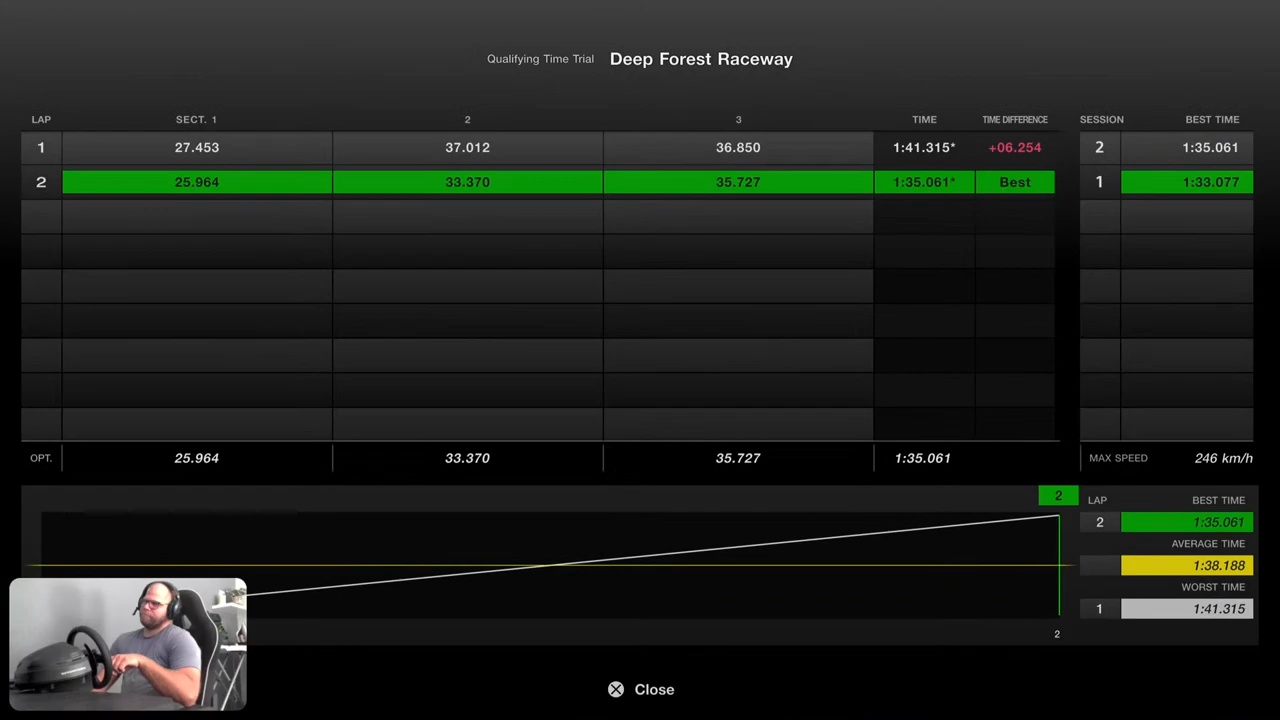 Qualifying Time Trial Deep Forest Raceway
LAP SECT. 1 2 3 TIME TIME DIFFERENCE SESSION BEST TIME
1 27.453 37.012 36.850 1:41.315* +06.254 2 1:35.061
2 25.964 33.370 35.727 1:35.061* Best 1 1:33.077
OPT. 25.964 33.370 35.727 1:35.061 MAX SPEED 246 km/h
2 LAP BEST TIME
2 1:35.061
AVERAGE TIME
1:38.188
WORST TIME
1 1:41.315
2
Close